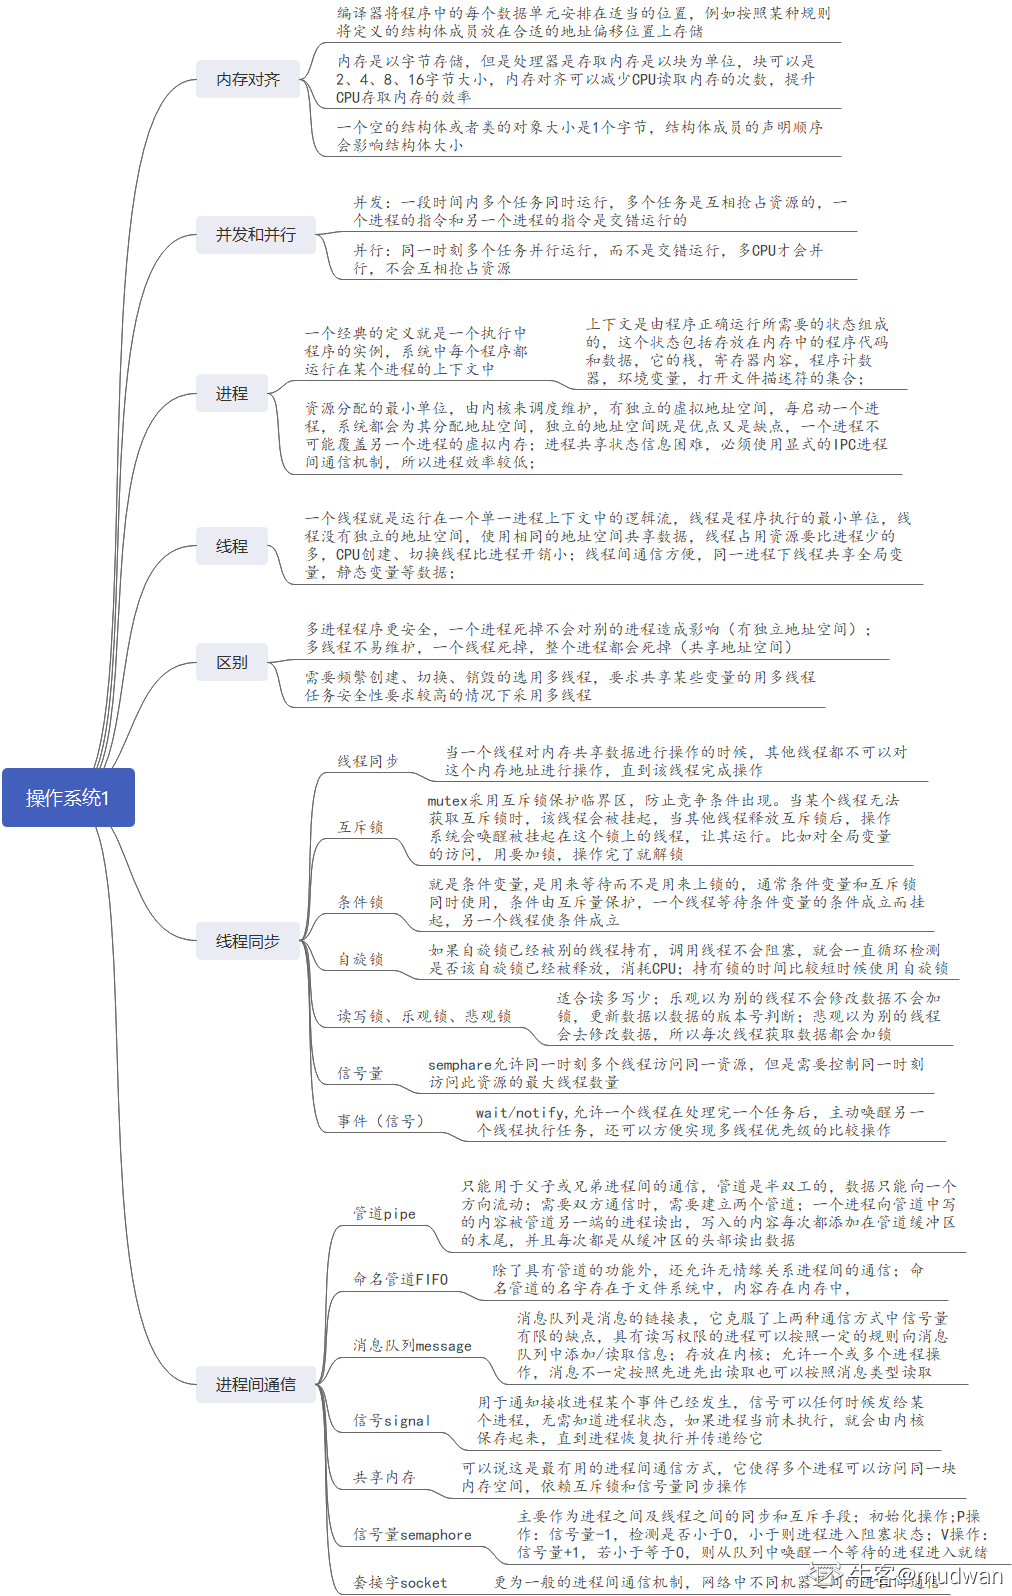 操作系统1
内存对齐
编译器将程序中的每个数据单元安排在适当的位置，例如按照某种规则
将定义的结构体成员放在合适的地址偏移位置上存储
内存是以字节存储，但是处理器是存取内存是以块为单位，块可以是
2、4、8、16字节大小，内存对齐可以减少CPU读取内存的次数，提升
CPU存取内存的效率
一个空的结构体或者类的对象大小是1个字节，结构体成员的声明顺序
会影响结构体大小
并发和并行
并发：一段时间内多个任务同时运行，多个任务是互相抢占资源的，一
个进程的指令和另一个进程的指令是交错运行的
并行：同一时刻多个任务并行运行，而不是交错运行，多CPU才会并
行，不会互相抢占资源
进程
一个经典的定义就是一个执行中
程序的实例，系统中每个程序都
运行在某个进程的上下文中
上下文是由程序正确运行所需要的状态组成
的，这个状态包括存放在内存中的程序代码
和数据，它的栈，寄存器内容，程序计数
器，环境变量，打开文件描述符的集合；
资源分配的最小单位，由内核来调度维护，有独立的虚拟地址空间，每启动一个进
程，系统都会为其分配地址空间，独立的地址空间既是优点又是缺点，一个进程不
可能覆盖另一个进程的虚拟内存；进程共享状态信息困难，必须使用显式的IPC进程
间通信机制，所以进程效率较低；
线程
一个线程就是运行在一个单一进程上下文中的逻辑流，线程是程序执行的最小单位，线
程没有独立的地址空间，使用相同的地址空间共享数据，线程占用资源要比进程少的
多，CPU创建、切换线程比进程开销小；线程间通信方便，同一进程下线程共享全局变
量，静态变量等数据；
区别
多进程程序更安全，一个进程死掉不会对别的进程造成影响（有独立地址空间）；
多线程不易维护，一个线程死掉，整个进程都会死掉（共享地址空间）
需要频繁创建、切换、销毁的选用多线程，要求共享某些变量的用多线程
任务安全性要求较高的情况下采用多线程
线程同步
线程同步
当一个线程对内存共享数据进行操作的时候，其他线程都不可以对
这个内存地址进行操作，直到该线程完成操作
互斥锁
mutex采用互斥锁保护临界区，防止竞争条件出现。当某个线程无法
获取互斥锁时，该线程会被挂起，当其他线程释放互斥锁后，操作
系统会唤醒被挂起在这个锁上的线程，让其运行。比如对全局变量
的访问，用要加锁，操作完了就解锁
条件锁
就是条件变量,是用来等待而不是用来上锁的，通常条件变量和互斥锁
同时使用，条件由互斥量保护，一个线程等待条件变量的条件成立而挂
起，另一个线程使条件成立
自旋锁
如果自旋锁已经被别的线程持有，调用线程不会阻塞，就会一直循环检测
是否该自旋锁已经被释放，消耗CPU；持有锁的时间比较短时候使用自旋锁
读写锁、乐观锁、悲观锁
适合读多写少；乐观以为别的线程不会修改数据不会加
锁，更新数据以数据的版本号判断；悲观以为别的线程
会去修改数据，所以每次线程获取数据都会加锁
信号量
semphare允许同一时刻多个线程访问同一资源，但是需要控制同一时刻
访问此资源的最大线程数量
事件（信号）
wait/notify,允许一个线程在处理完一个任务后，主动唤醒另一
个线程执行任务，还可以方便实现多线程优先级的比较操作
进程间通信
管道pipe
只能用于父子或兄弟进程间的通信，管道是半双工的，数据只能向一个
方向流动；需要双方通信时，需要建立两个管道；一个进程向管道中写
的内容被管道另一端的进程读出，写入的内容每次都添加在管道缓冲区
的末尾，并且每次都是从缓冲区的头部读出数据
命名管道FIFO
除了具有管道的功能外，还允许无情缘关系进程间的通信；命
名管道的名字存在于文件系统中，内容存在内存中，
消息队列message
消息队列是消息的链接表，它克服了上两种通信方式中信号量
有限的缺点，具有读写权限的进程可以按照一定的规则向消息
队列中添加/读取信息；存放在内核；允许一个或多个进程操
作，消息不一定按照先进先出读取也可以按照消息类型读取
信号signal
用于通知接收进程某个事件已经发生，信号可以任何时候发给某
个进程，无需知道进程状态，如果进程当前未执行，就会由内核
保存起来，直到进程恢复执行并传递给它
共享内存
可以说这是最有用的进程间通信方式，它使得多个进程可以访问同一块
内存空间，依赖互斥锁和信号量同步操作
信号量semaphore
主要作为进程之间及线程之间的同步和互斥手段；初始化操作;P操
作：信号量-1，检测是否小于0，小于则进程进入阻塞状态；V操作：
信号量+1，若小于等于0，则从队列中唤醒一个等待的进程进入就绪
套接字socket
更为一般的进程间通信机制，网络中不同机器之间的进程间通信
牛客@mudwan